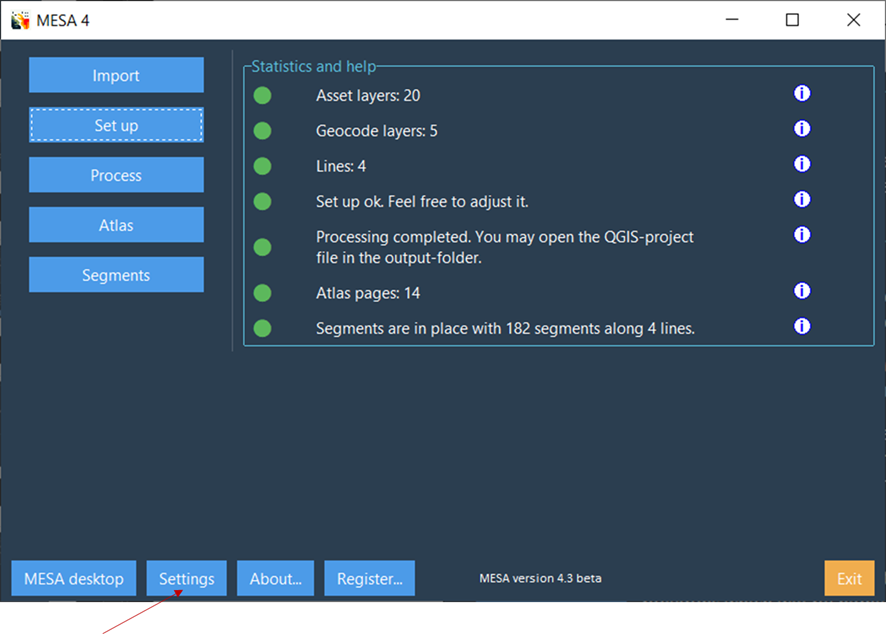 MESA 4
Import
Set up
Process
Atlas
Segments
Statistics and help
Asset layers: 20
Geocode layers: 5
Lines: 4
Set up ok. Feel free to adjust it.
Processing completed. You may open the QGIS-project
file in the output-folder.
Atlas pages: 14
Segments are in place with 182 segments along 4 lines.
MESA desktop
Settings
About...
Register...
MESA version 4.3 beta
Exit